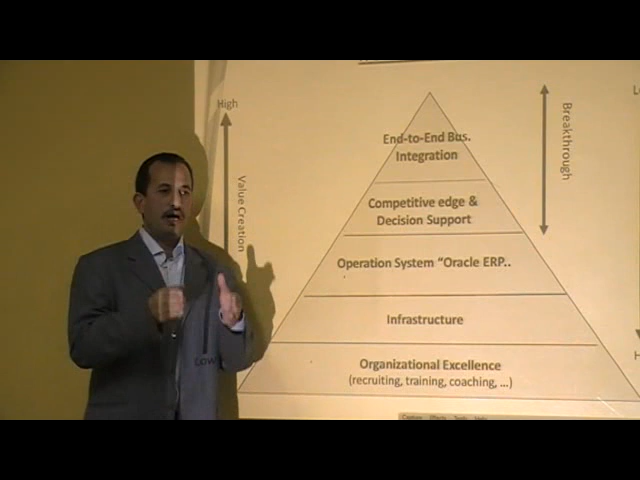 High
Value Creation
LOW
Breakthrough
End-to-End Bus.
Integration
Competitive edge &
Decision Support
Operation System “Oracle ERP..
Infrastructure
Organizational Excellence
(recruiting, training, coaching, ...)